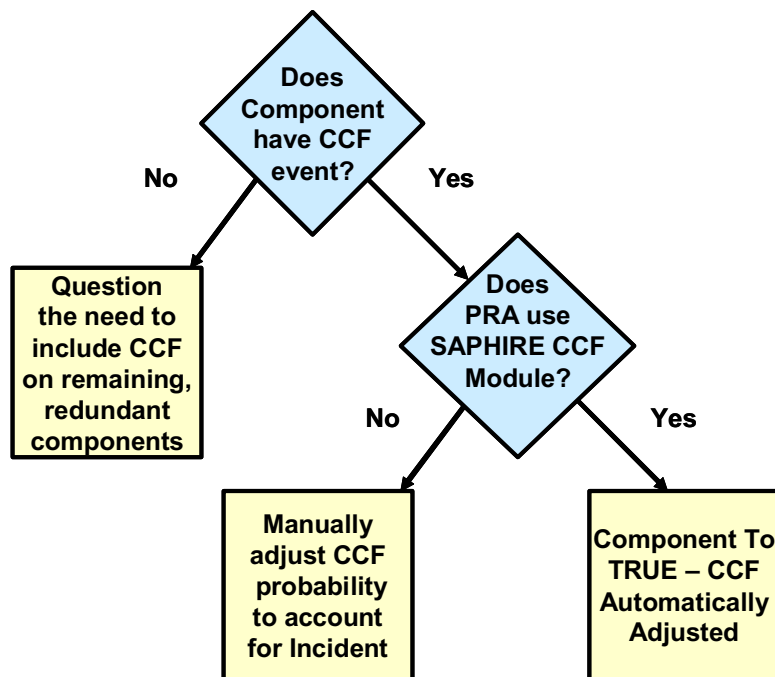 Does
Component
have CCF
event?
No
Yes
Question
the need to
include CCF
on remaining,
redundant
components
Does
PRA use
SAPHIRE CCF
Module?
No
Yes
Manually
adjust CCF
probability
to account
for Incident
Component To
TRUE – CCF
Automatically
Adjusted